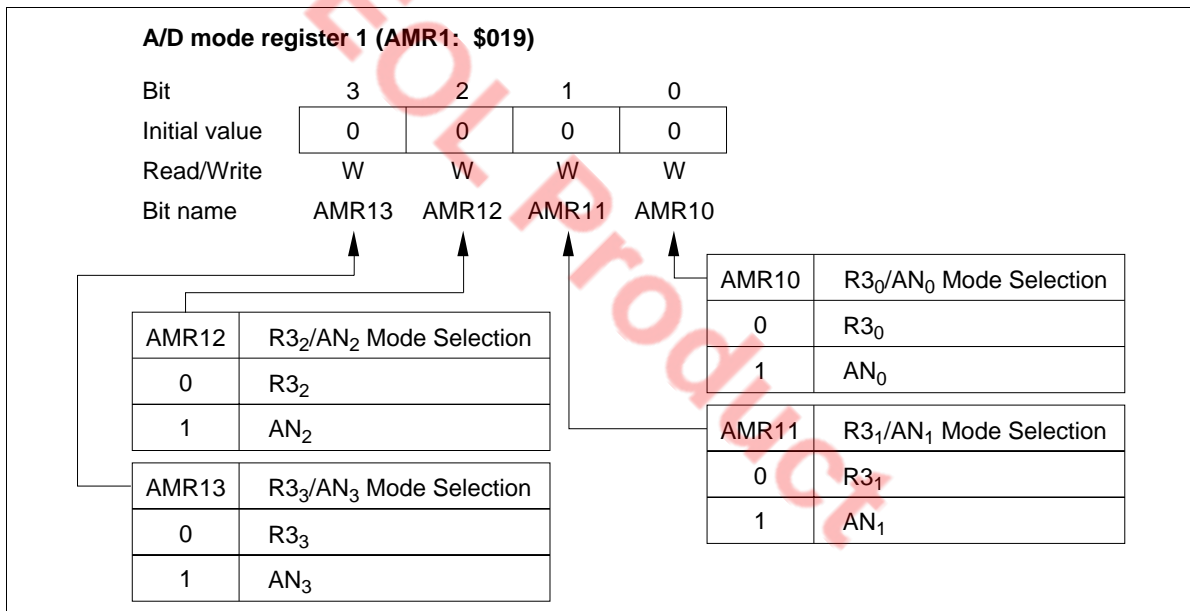 A/D mode register 1 (AMR1: $019)
Bit 3 2 1 0
Initial value 0 0 0 0
Read/Write W W W W
Bit name AMR13 AMR12 AMR11 AMR10
AMR10 R3₀/AN₀ Mode Selection
0 R3₀
1 AN₀
AMR12 R3₂/AN₂ Mode Selection
0 R3₂
1 AN₂
AMR11 R3₁/AN₁ Mode Selection
0 R3₁
1 AN₁
AMR13 R3₃/AN₃ Mode Selection
0 R3₃
1 AN₃
EOL Product